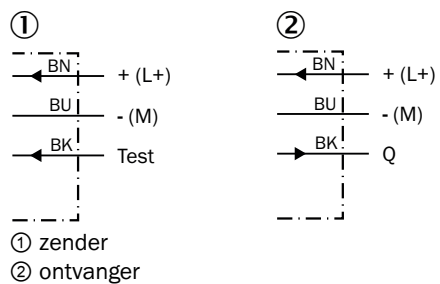 ① ②
BN + (L+) BN + (L+)
BU - (M) BU - (M)
BK Test BK Q
① zender
② ontvanger